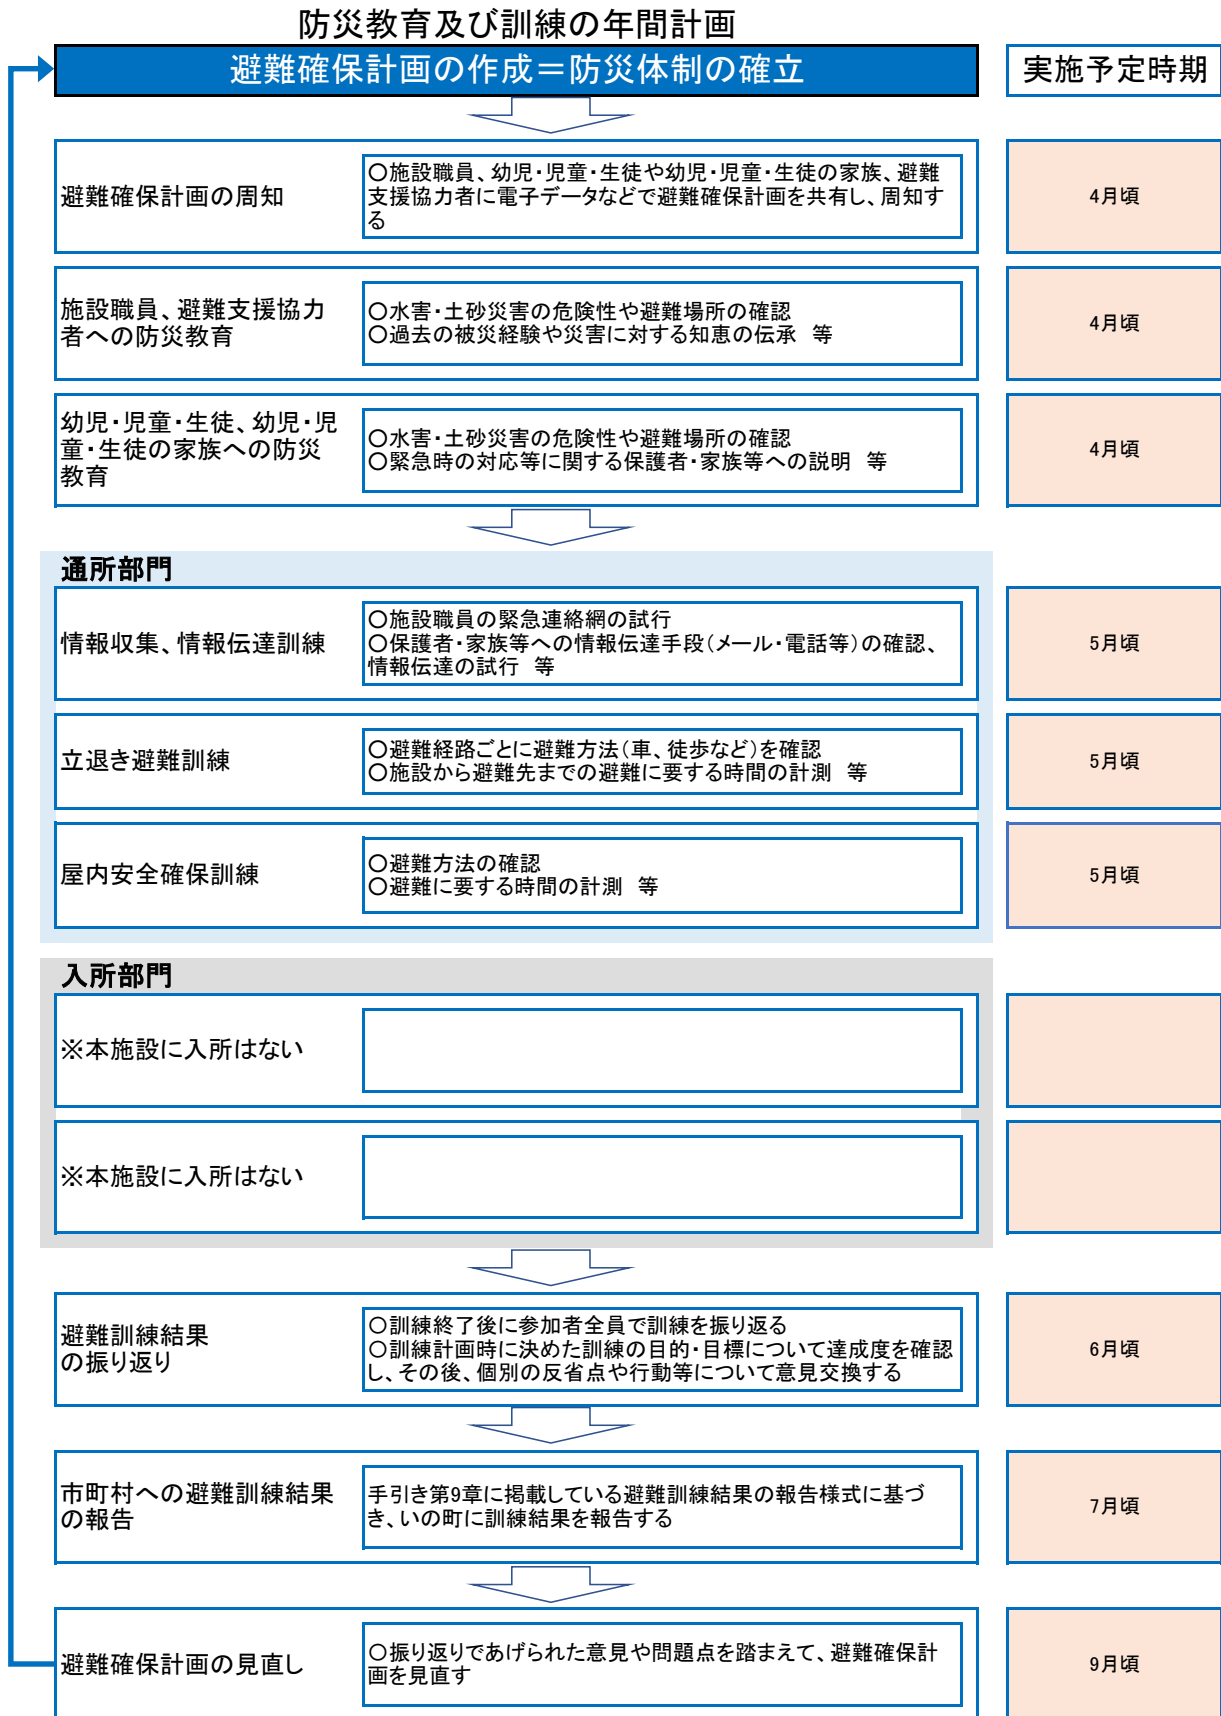 防災教育及び訓練の年間計画
避難確保計画の作成＝防災体制の確立
実施予定時期
避難確保計画の周知
〇施設職員、幼児・児童・生徒や幼児・児童・生徒の家族、避難
支援協力者に電子データなどで避難確保計画を共有し、周知す
る
4月頃
施設職員、避難支援協力
者への防災教育
〇水害・土砂災害の危険性や避難場所の確認
〇過去の被災経験や災害に対する知恵の伝承　等
4月頃
幼児・児童・生徒、幼児・児
童・生徒の家族への防災
教育
〇水害・土砂災害の危険性や避難場所の確認
〇緊急時の対応等に関する保護者・家族等への説明　等
4月頃
通所部門
情報収集、情報伝達訓練
〇施設職員の緊急連絡網の試行
〇保護者・家族等への情報伝達手段（メール・電話等）の確認、
情報伝達の試行　等
5月頃
立退き避難訓練
〇避難経路ごとに避難方法（車、徒歩など）を確認
〇施設から避難先までの避難に要する時間の計測　等
5月頃
屋内安全確保訓練
〇避難方法の確認
〇避難に要する時間の計測　等
5月頃
入所部門
※本施設に入所はない
※本施設に入所はない
避難訓練結果
の振り返り
〇訓練終了後に参加者全員で訓練を振り返る
〇訓練計画時に決めた訓練の目的・目標について達成度を確認
し、その後、個別の反省点や行動等について意見交換する
6月頃
市町村への避難訓練結果
の報告
手引き第9章に掲載している避難訓練結果の報告様式に基づ
き、いの町に訓練結果を報告する
7月頃
避難確保計画の見直し
〇振り返りであげられた意見や問題点を踏まえて、避難確保計
画を見直す
9月頃